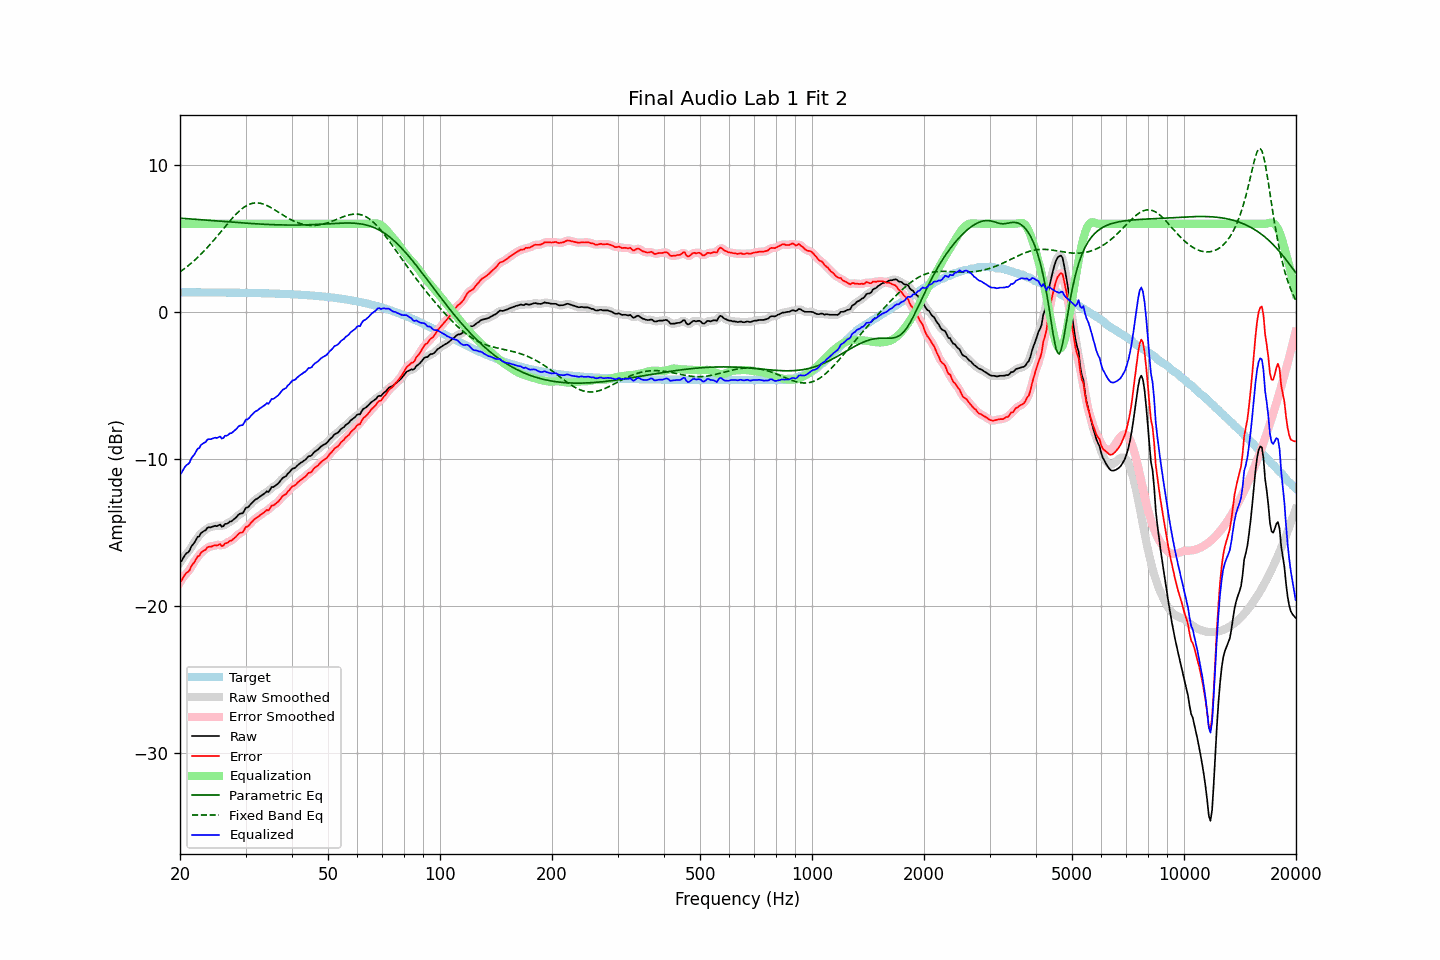 Final Audio Lab 1 Fit 2
Amplitude (dBr)
10
0
−10
−20
−30
Target
Raw Smoothed
Error Smoothed
Raw
Error
Equalization
Parametric Eq
Fixed Band Eq
Equalized
20 50 100 200 500 1000 2000 5000 10000 20000
Frequency (Hz)